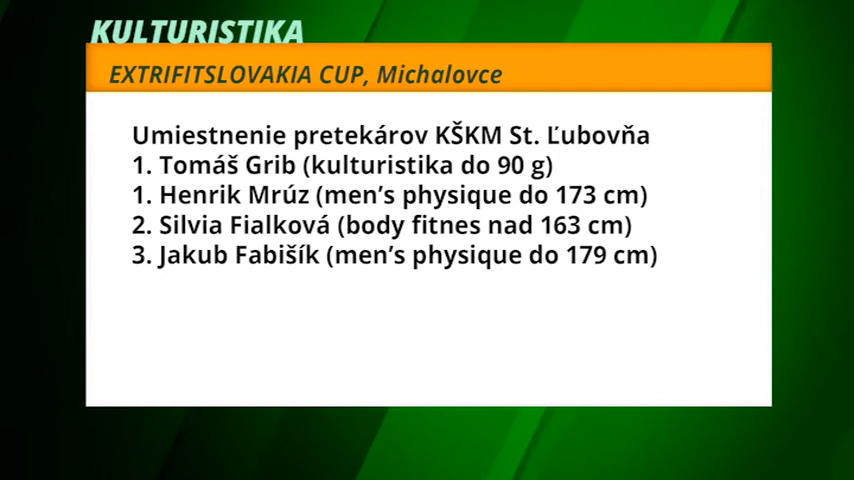 KULTURISTIKA
EXTRIFITSLOVAKIA CUP, Michalovce
Umiestnenie pretekárov KŠKM St. Ľubovňa
1. Tomáš Grib (kulturistika do 90 g)
1. Henrik Mrúz (men’s physique do 173 cm)
2. Silvia Fialková (body fitnes nad 163 cm)
3. Jakub Fabišík (men’s physique do 179 cm)